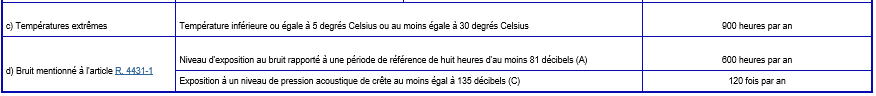 c) Températures extrêmes Température inférieure ou égale à 5 degrés Celsius ou au moins égale à 30 degrés Celsius 900 heures par an
d) Bruit mentionné à l'article R. 4431-1
Niveau d'exposition au bruit rapporté à une période de référence de huit heures d'au moins 81 décibels (A) 600 heures par an
Exposition à un niveau de pression acoustique de crête au moins égal à 135 décibels (C) 120 fois par an